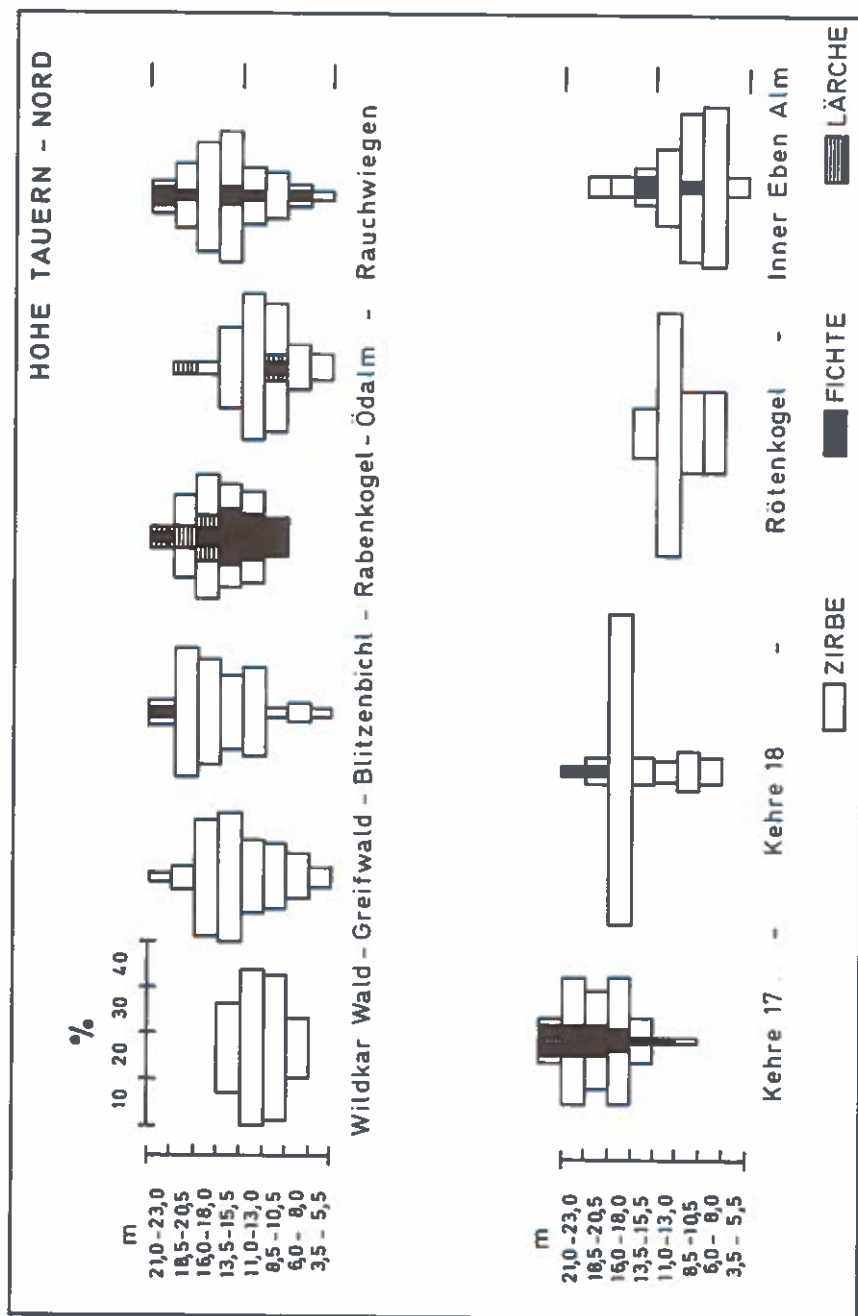 HOHE TAUERN - NORD
%
10 20 30 40
m
21,0-23,0
18,5-20,5
16,0-18,0
13,5-15,5
11,0-13,0
8,5-10,5
6,0- 8,0
3,5- 5,5
Wildkar Wald - Greifwald - Blitzenbichl - Rabenkogel - Ödalm - Rauchwiegen
m
21,0-23,0
18,5-20,5
16,0-18,0
13,5-15,5
11,0-13,0
8,5-10,5
6,0- 8,0
3,5- 5,5
Kehre 17 - Kehre 18 - Rötenkogel - Inner Eben Alm
ZIRBE FICHTE LÄRCHE